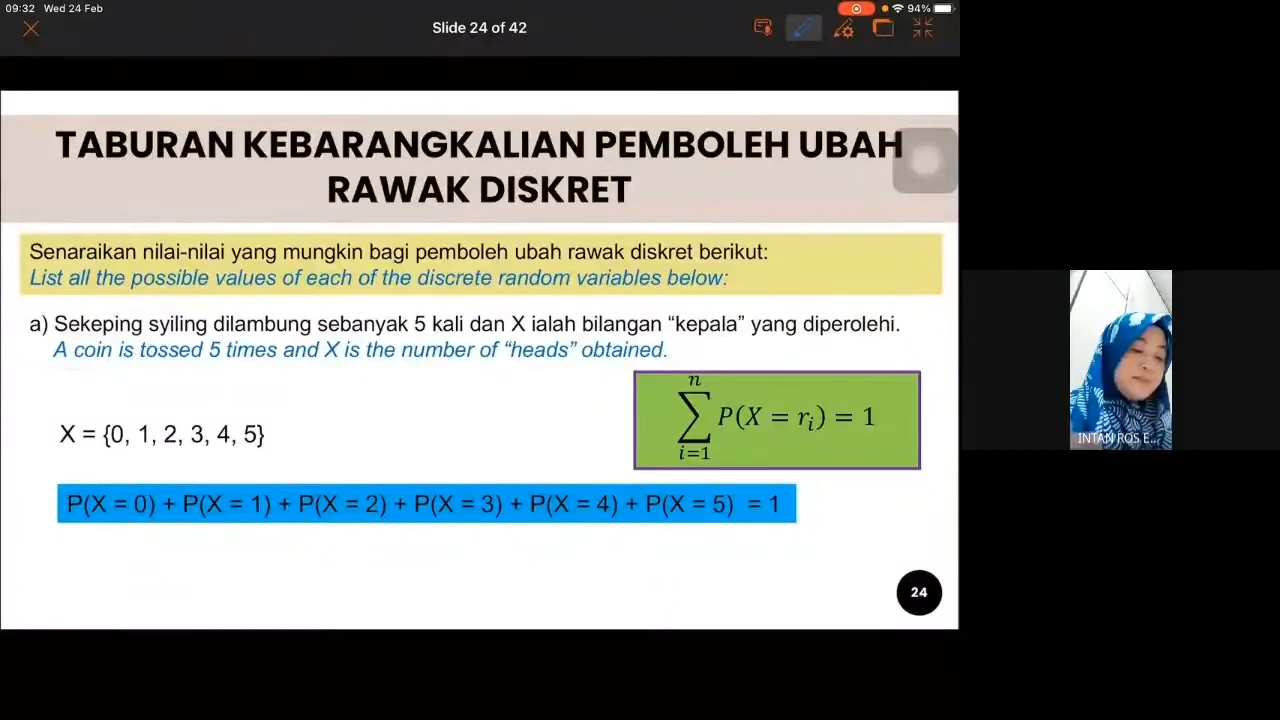 09:32 Wed 24 Feb
94%
Slide 24 of 42
TABURAN KEBARANGKALIAN PEMBOLEH UBAH
RAWAK DISKRET
Senaraikan nilai-nilai yang mungkin bagi pemboleh ubah rawak diskret berikut:
List all the possible values of each of the discrete random variables below:
a) Sekeping syiling dilambung sebanyak 5 kali dan X ialah bilangan “kepala” yang diperolehi.
A coin is tossed 5 times and X is the number of “heads” obtained.
n
∑ P(X = rᵢ) = 1
i=1
X = {0, 1, 2, 3, 4, 5}
P(X = 0) + P(X = 1) + P(X = 2) + P(X = 3) + P(X = 4) + P(X = 5) = 1
24
INTAN ROS E...